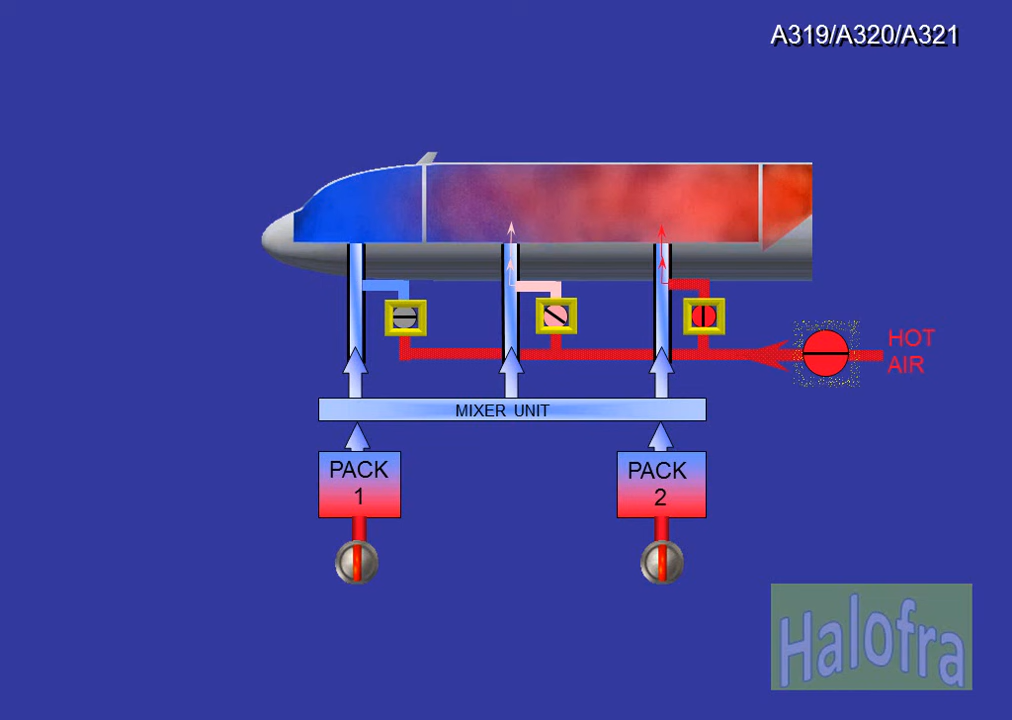 A319/A320/A321
HOT
AIR
MIXER UNIT
PACK
1
PACK
2
Halofra